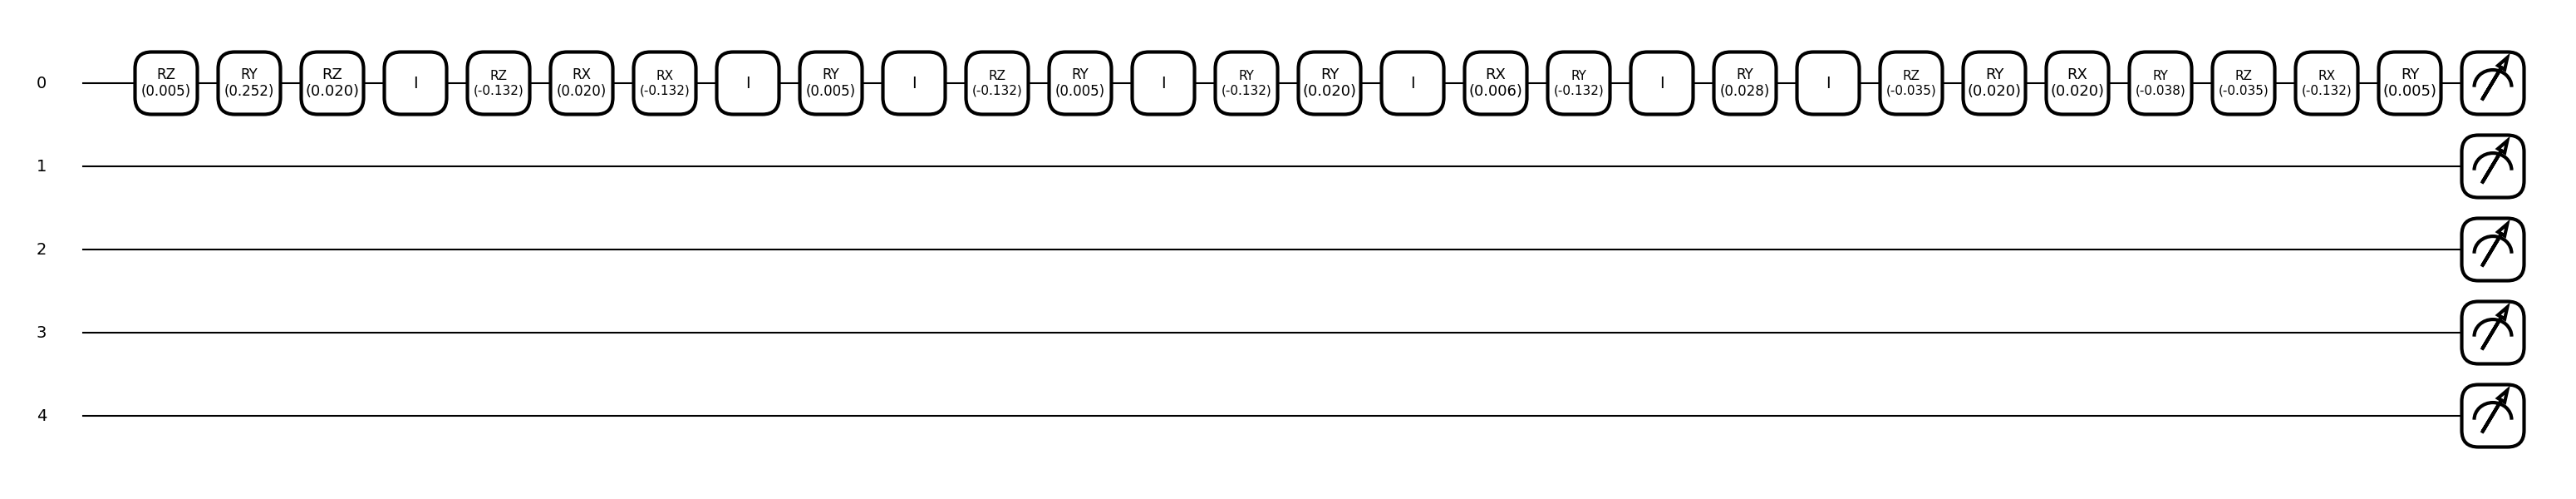 0 RZ (0.005) RY (0.252) RZ (0.020) I RZ (-0.132) RX (0.020) RX (-0.132) I RY (0.005) I RZ (-0.132) RY (0.005) I RY (-0.132) RY (0.020) I RX (0.006) RY (-0.132) I RY (0.028) I RZ (-0.035) RY (0.020) RX (0.020) RY (-0.038) RZ (-0.035) RX (-0.132) RY (0.005)
1
2
3
4